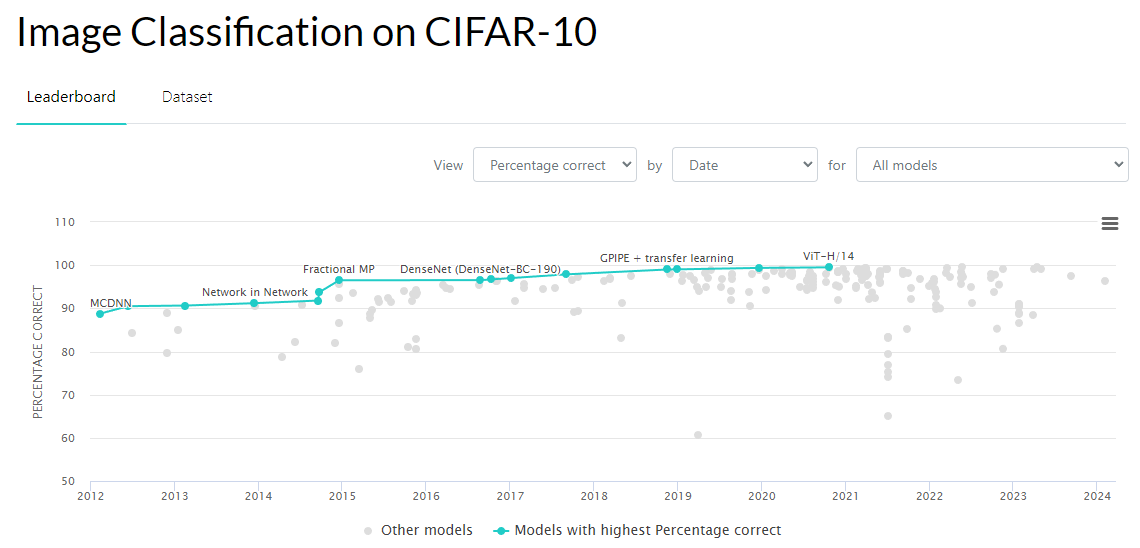 Image Classification on CIFAR-10
Leaderboard Dataset
View Percentage correct by Date for All models
PERCENTAGE CORRECT
110
100
90
80
70
60
50
MCDNN
Network in Network
Fractional MP
DenseNet (DenseNet-BC-190)
GPIPE + transfer learning
ViT-H/14
2012 2013 2014 2015 2016 2017 2018 2019 2020 2021 2022 2023 2024
Other models Models with highest Percentage correct